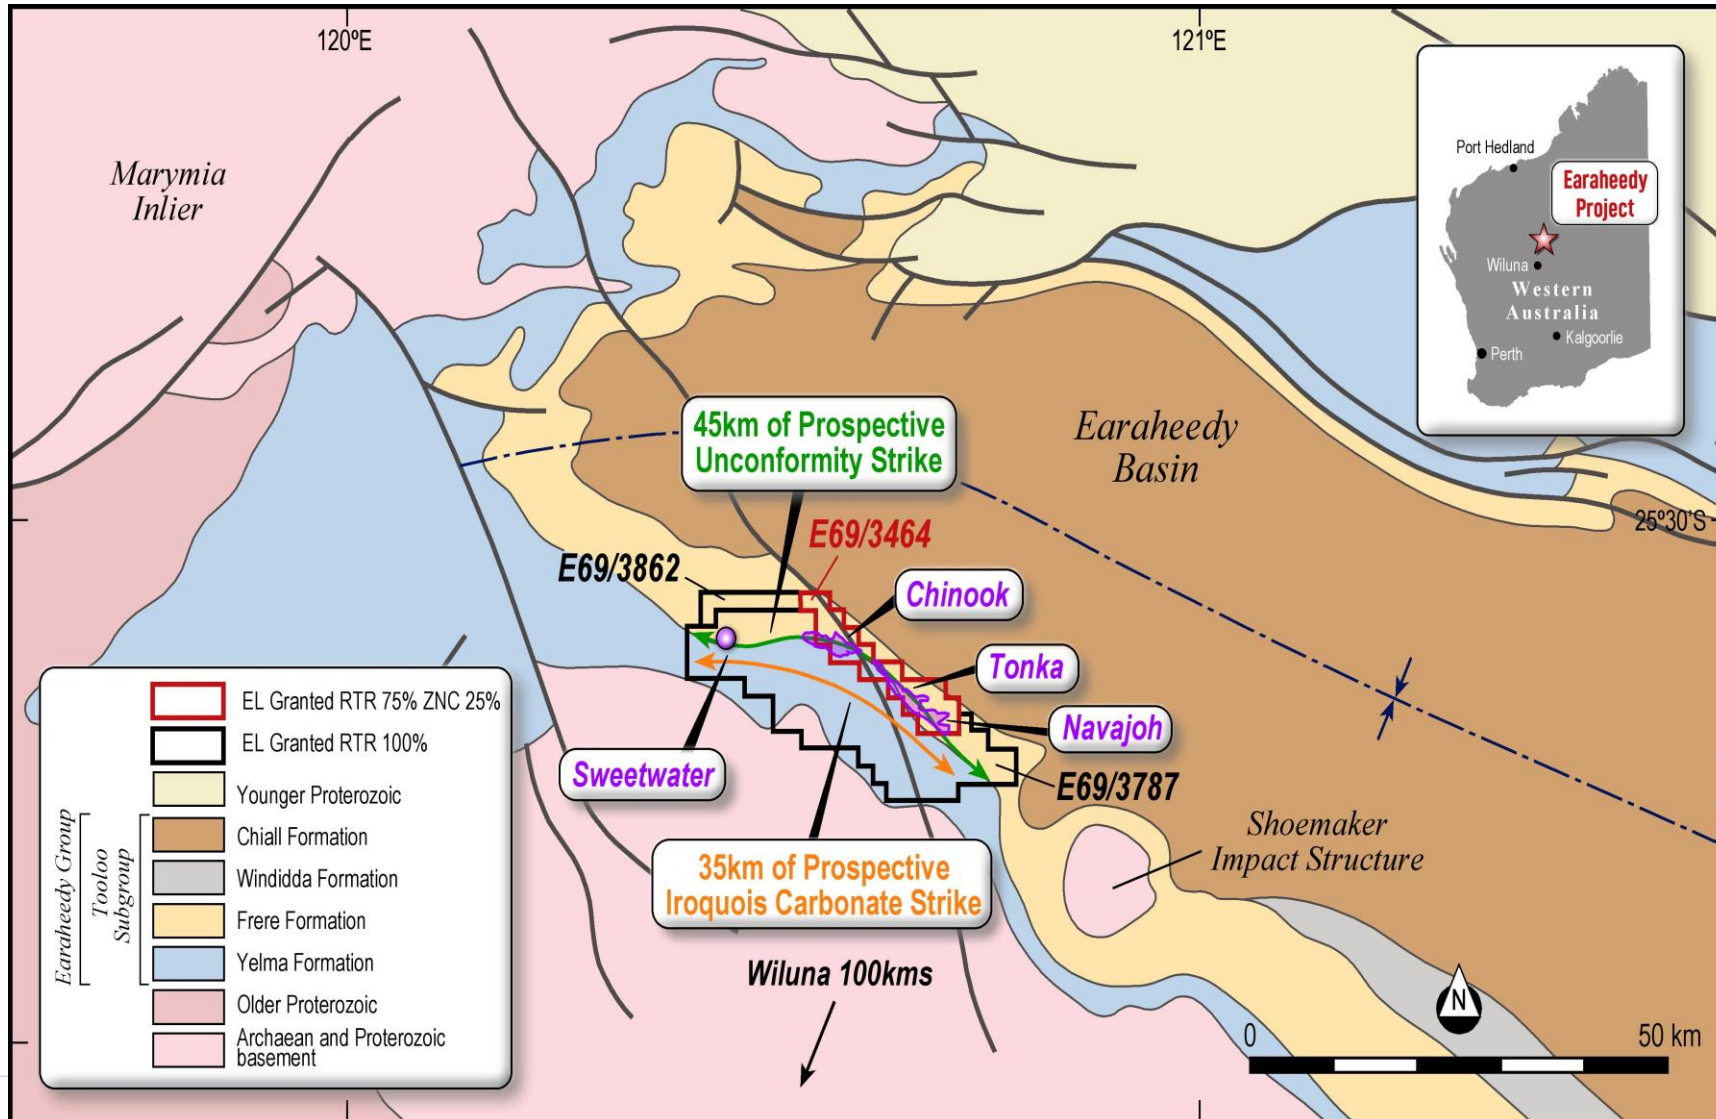 120ºE
121ºE
Marymia
Inlier
Port Hedland
Earaheedy
Project
Wiluna
Western
Australia
Kalgoorlie
Perth
45km of Prospective
Unconformity Strike
Earaheedy
Basin
25º30'S
E69/3464
E69/3862
Chinook
Tonka
Navajoh
Sweetwater
E69/3787
Shoemaker
Impact Structure
35km of Prospective
Iroquois Carbonate Strike
Wiluna 100kms
EL Granted RTR 75% ZNC 25%
EL Granted RTR 100%
Younger Proterozoic
Earaheedy Group
Tooloo
Subgroup
Chiall Formation
Windidda Formation
Frere Formation
Yelma Formation
Older Proterozoic
Archaean and Proterozoic
basement
N
0
50 km